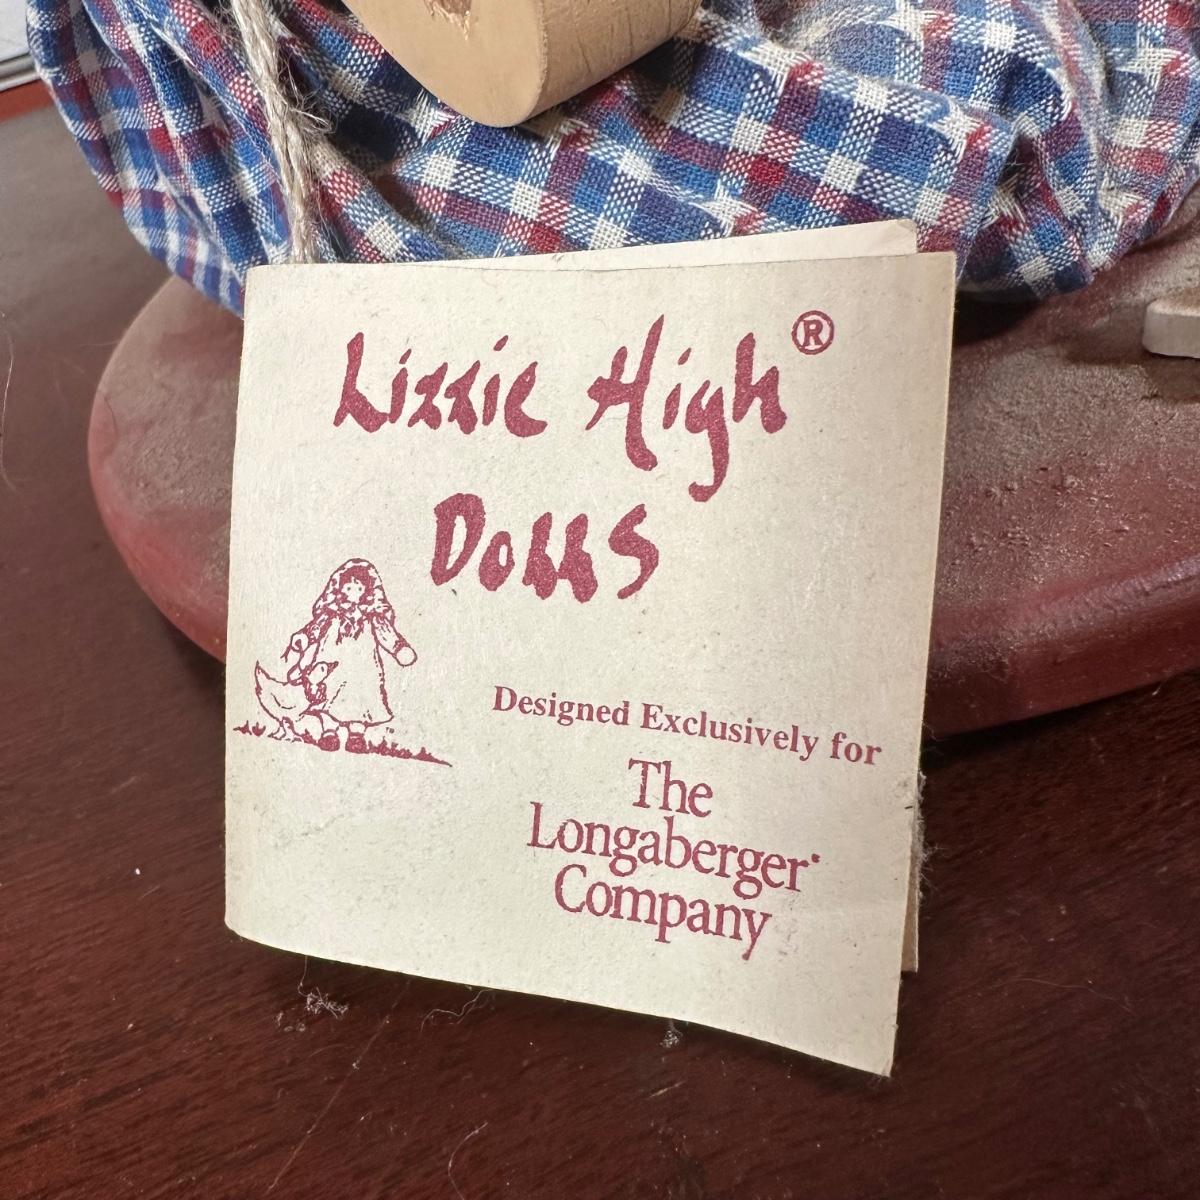 Lizzie High®
Dolls
Designed Exclusively for
The
Longaberger
Company